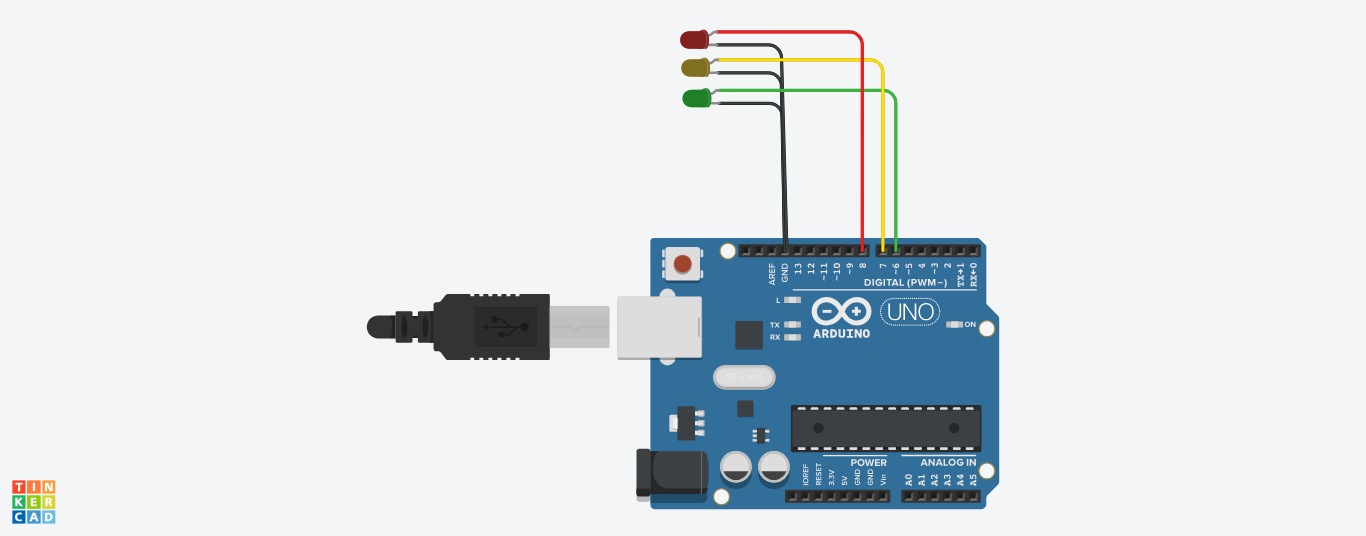 AREF
GND
13
12
~11
~10
~9
8
7
~6
~5
4
~3
2
TX→1
RX←0
DIGITAL (PWM~)
L
TX
RX
ARDUINO
UNO
ON
POWER
ANALOG IN
IOREF
RESET
3.3V
5V
GND
GND
Vin
A0
A1
A2
A3
A4
A5
TIN
KER
CAD